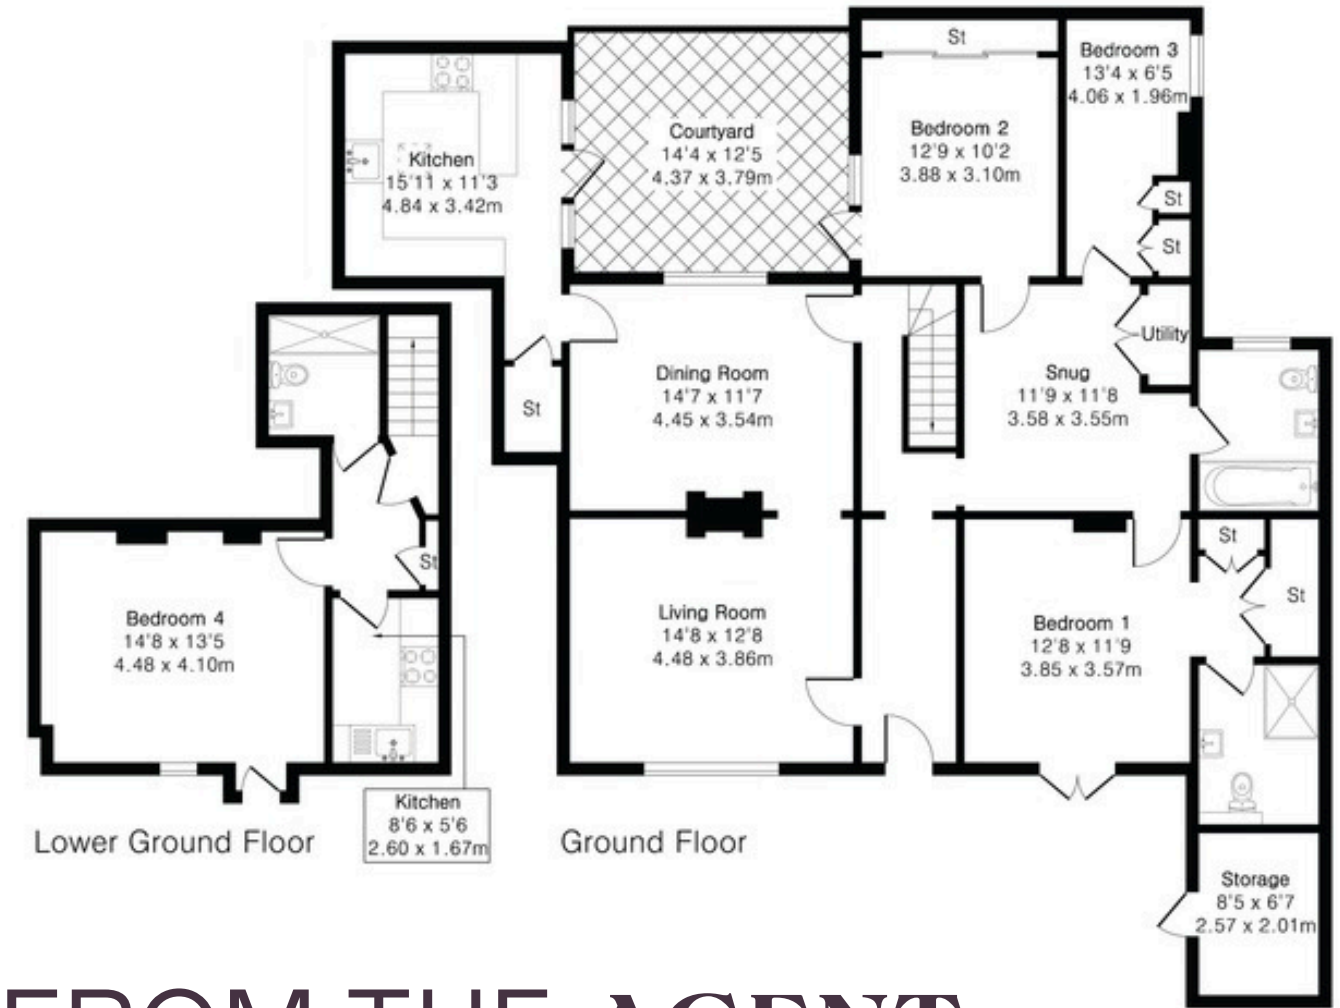 St
Bedroom 3
13'4 x 6'5
4.06 x 1.96m
Courtyard
14'4 x 12'5
4.37 x 3.79m
Bedroom 2
12'9 x 10'2
3.88 x 3.10m
Kitchen
15'11 x 11'3
4.84 x 3.42m
St
St
Utility
Dining Room
14'7 x 11'7
4.45 x 3.54m
Snug
11'9 x 11'8
3.58 x 3.55m
St
St
St
St
Bedroom 4
14'8 x 13'5
4.48 x 4.10m
Living Room
14'8 x 12'8
4.48 x 3.86m
Bedroom 1
12'8 x 11'9
3.85 x 3.57m
Kitchen
8'6 x 5'6
2.60 x 1.67m
Lower Ground Floor
Ground Floor
Storage
8'5 x 6'7
2.57 x 2.01m
FROM THE AGENT